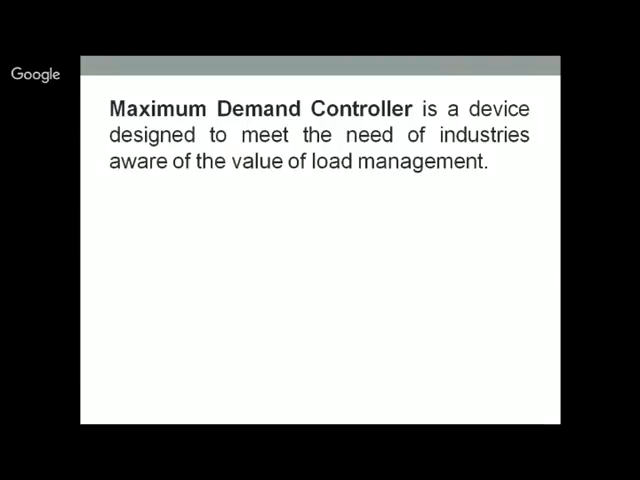 Google
Maximum Demand Controller is a device
designed to meet the need of industries
aware of the value of load management.